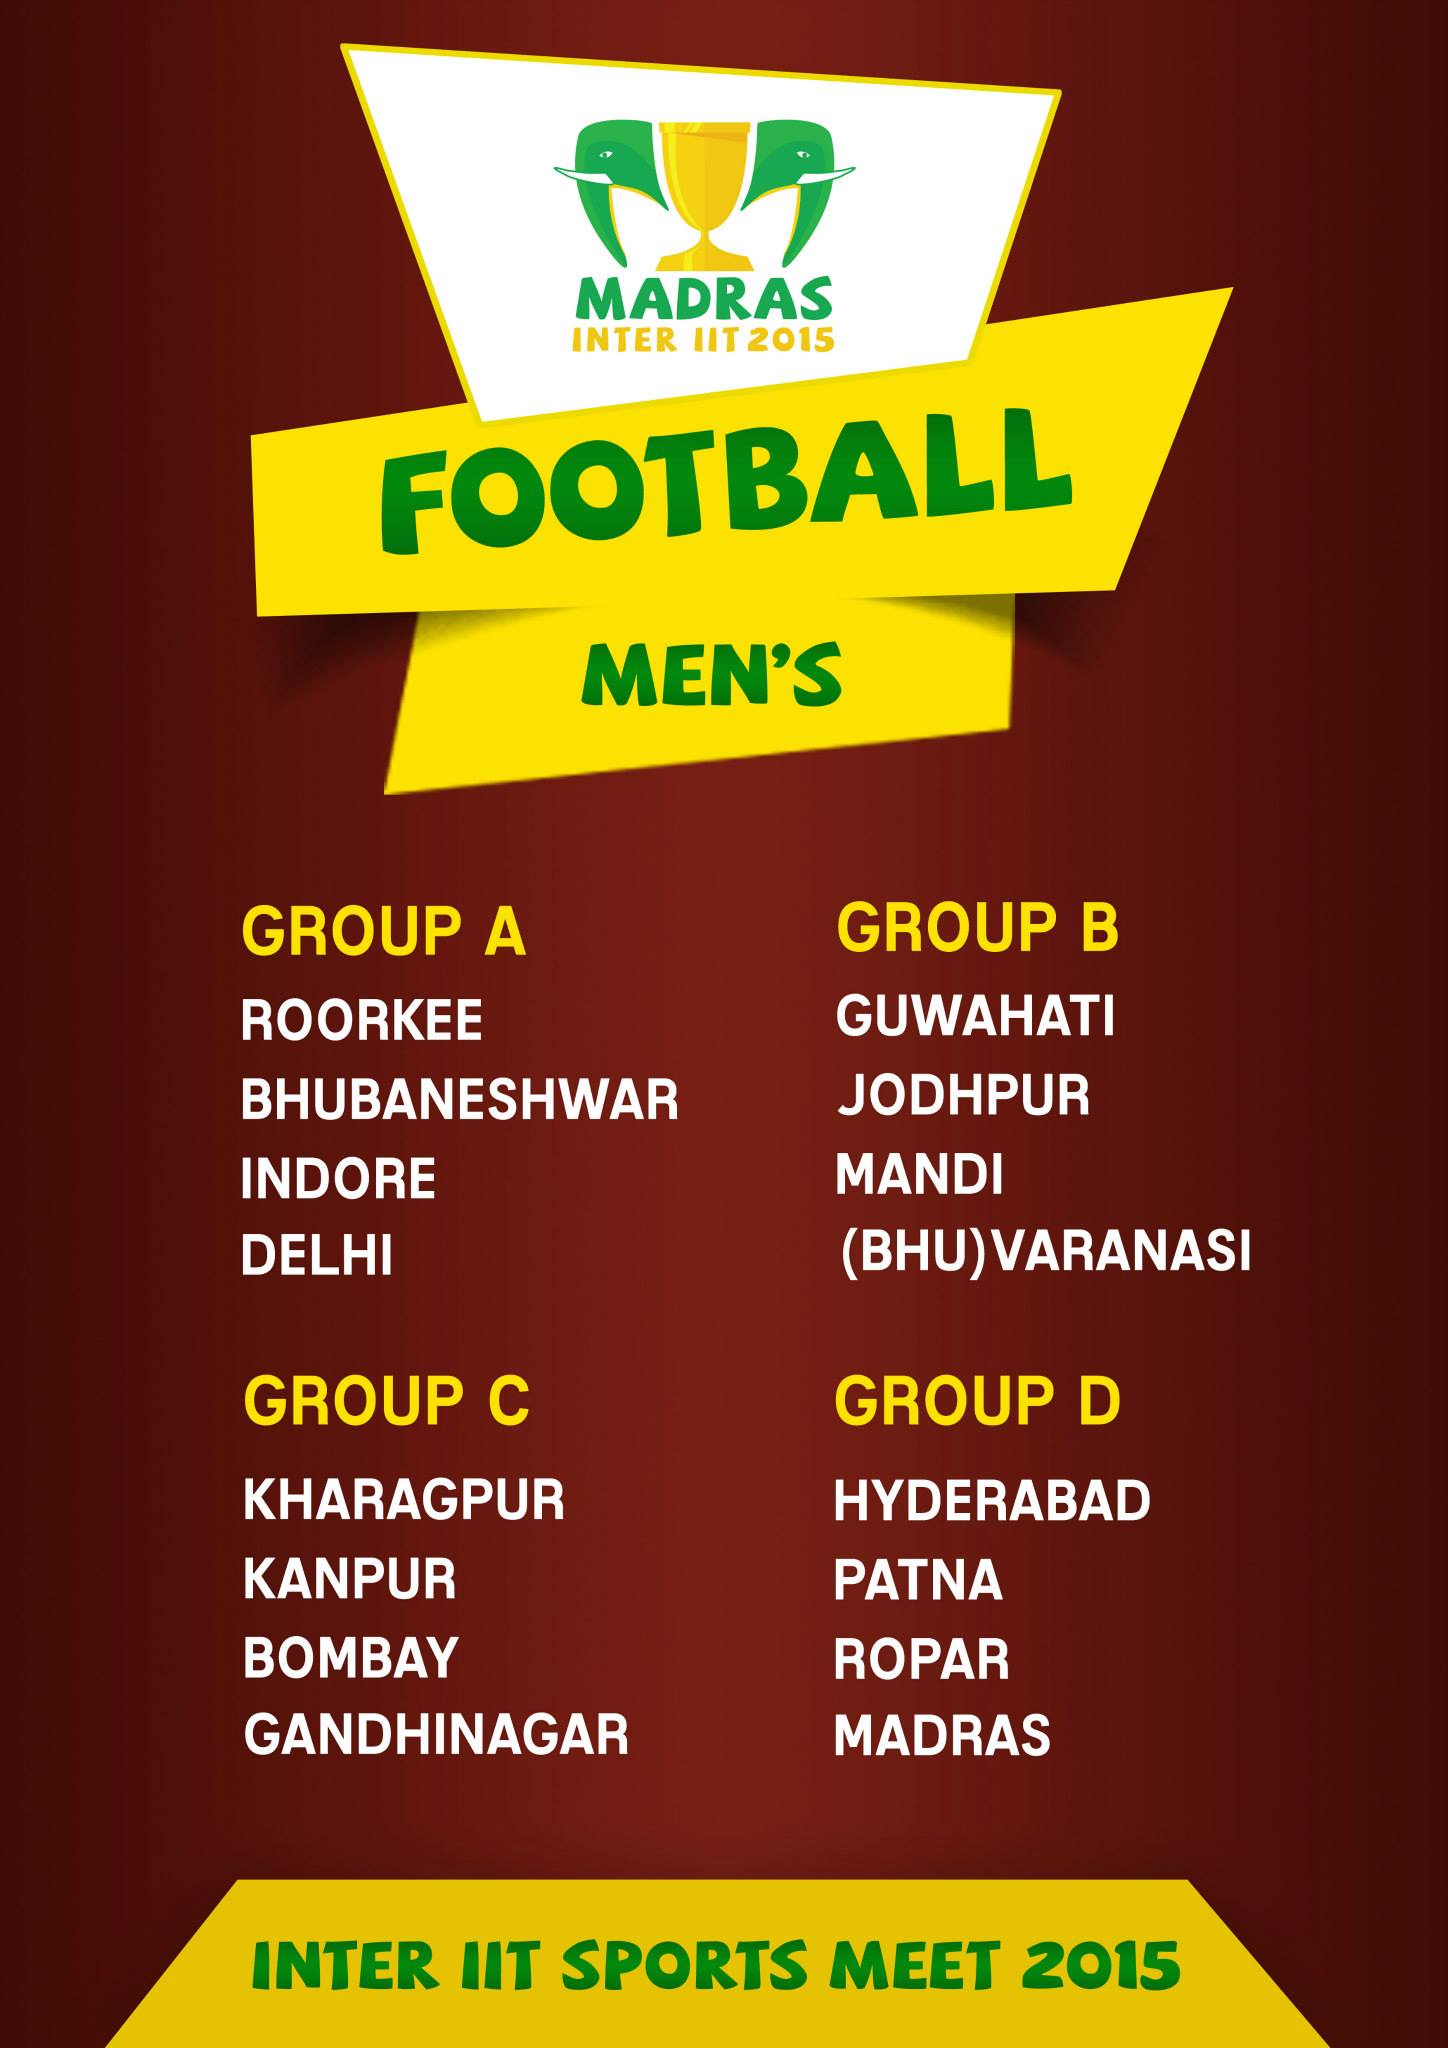 MADRAS
INTER IIT 2015
FOOTBALL
MEN'S
GROUP A
ROORKEE
BHUBANESHWAR
INDORE
DELHI
GROUP B
GUWAHATI
JODHPUR
MANDI
(BHU)VARANASI
GROUP C
KHARAGPUR
KANPUR
BOMBAY
GANDHINAGAR
GROUP D
HYDERABAD
PATNA
ROPAR
MADRAS
INTER IIT SPORTS MEET 2015